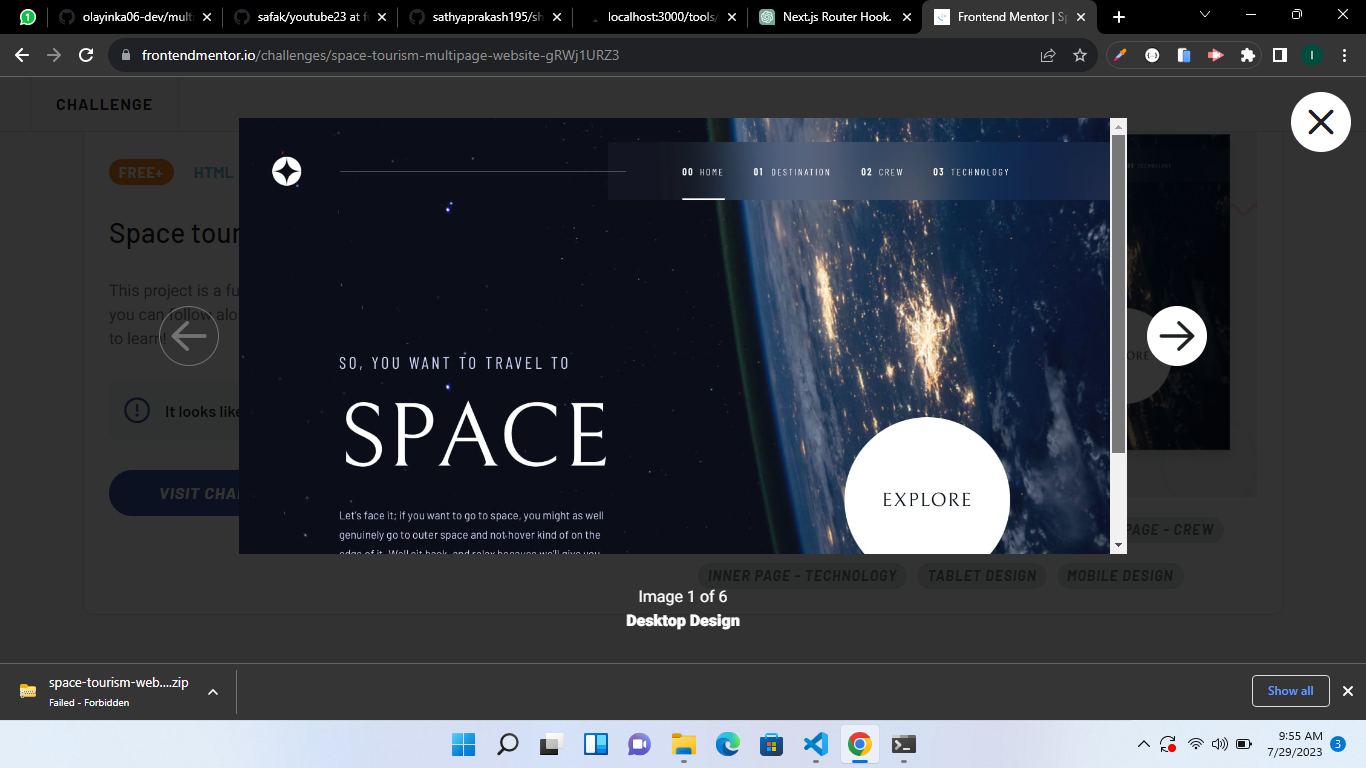 1
olayinka06-dev/mult
safak/youtube23 at f
sathyaprakash195/sh
localhost:3000/tools/
Next.js Router Hook.
Frontend Mentor | Sp
frontendmentor.io/challenges/space-tourism-multipage-website-gRWj1URZ3
I
CHALLENGE
FREE+
HTML
Space tour
This project is a fu
you can follow alo
to learn!
It looks like
VISIT CHA
00 HOME
01 DESTINATION
02 CREW
03 TECHNOLOGY
SO, YOU WANT TO TRAVEL TO
SPACE
Let's face it; if you want to go to space, you might as well
genuinely go to outer space and not hover kind of on the
edge of it. Well sit back, and relax because we'll give you
EXPLORE
TECHNOLOGY
ORE
PAGE - CREW
INNER PAGE - TECHNOLOGY
TABLET DESIGN
MOBILE DESIGN
Image 1 of 6
Desktop Design
space-tourism-web....zip
Failed - Forbidden
Show all
9:55 AM
7/29/2023
3